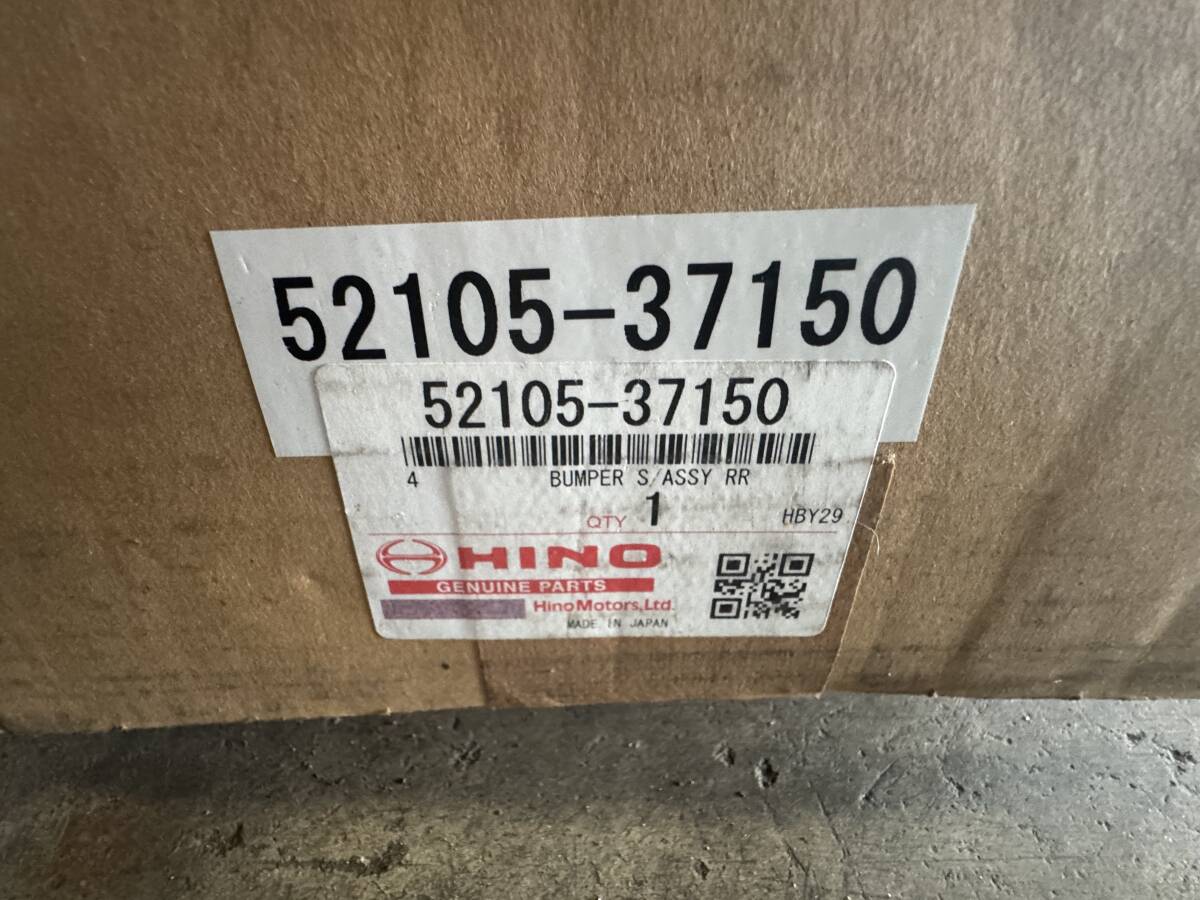 52105-37150
52105-37150
4 BUMPER S/ASSY RR
QTY 1 HBY29
HINO
GENUINE PARTS
HinoMotors,Ltd.
MADE IN JAPAN